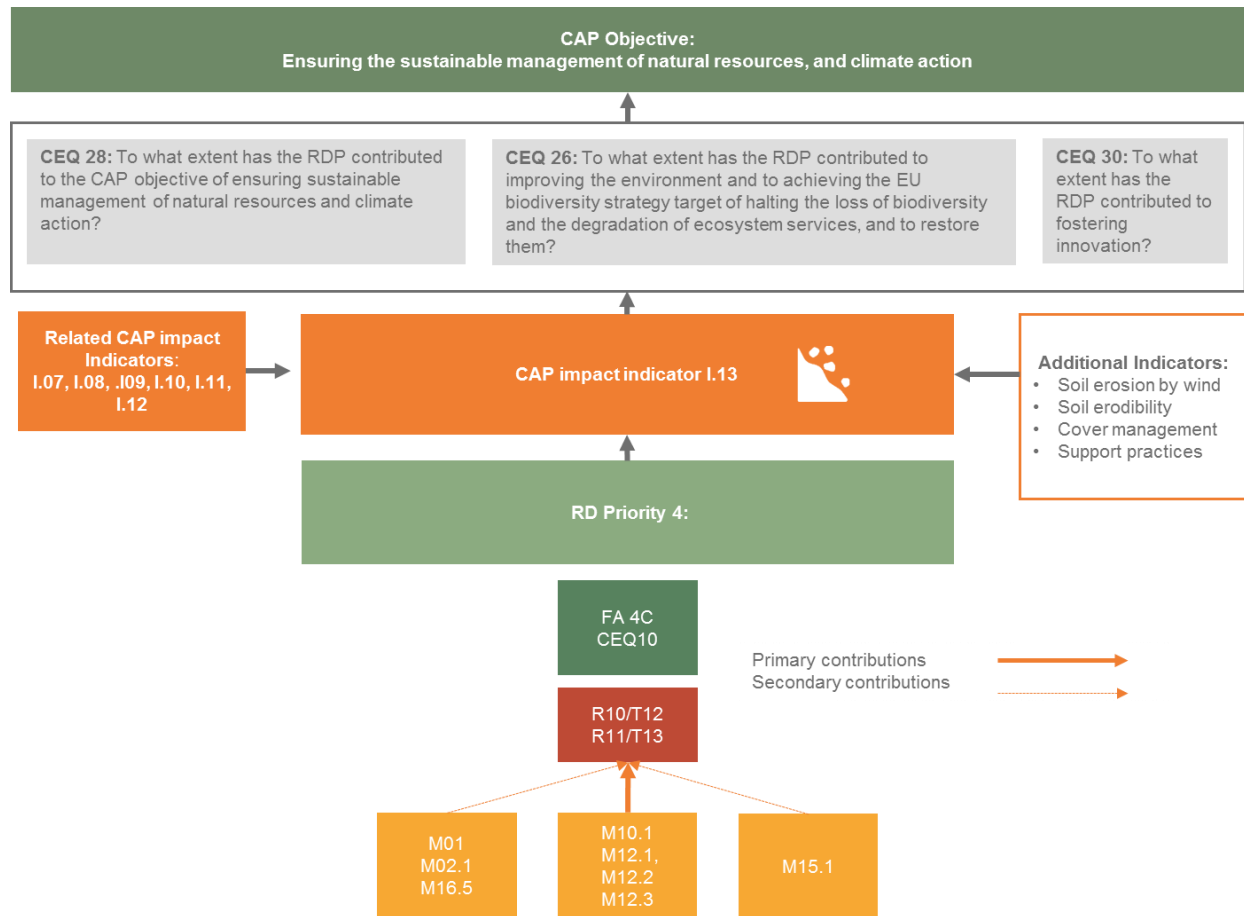 CAP Objective:
Ensuring the sustainable management of natural resources, and climate action
CEQ 28: To what extent has the RDP contributed
to the CAP objective of ensuring sustainable
management of natural resources and climate
action?
CEQ 26: To what extent has the RDP contributed to
improving the environment and to achieving the EU
biodiversity strategy target of halting the loss of biodiversity
and the degradation of ecosystem services, and to restore
them?
CEQ 30: To what
extent has the
RDP contributed to
fostering
innovation?
Related CAP impact
Indicators:
I.07, I.08, .I09, I.10, I.11,
I.12
CAP impact indicator I.13
Additional Indicators:
• Soil erosion by wind
• Soil erodibility
• Cover management
• Support practices
RD Priority 4:
FA 4C
CEQ10
Primary contributions
Secondary contributions
R10/T12
R11/T13
M01
M02.1
M16.5
M10.1
M12.1,
M12.2
M12.3
M15.1